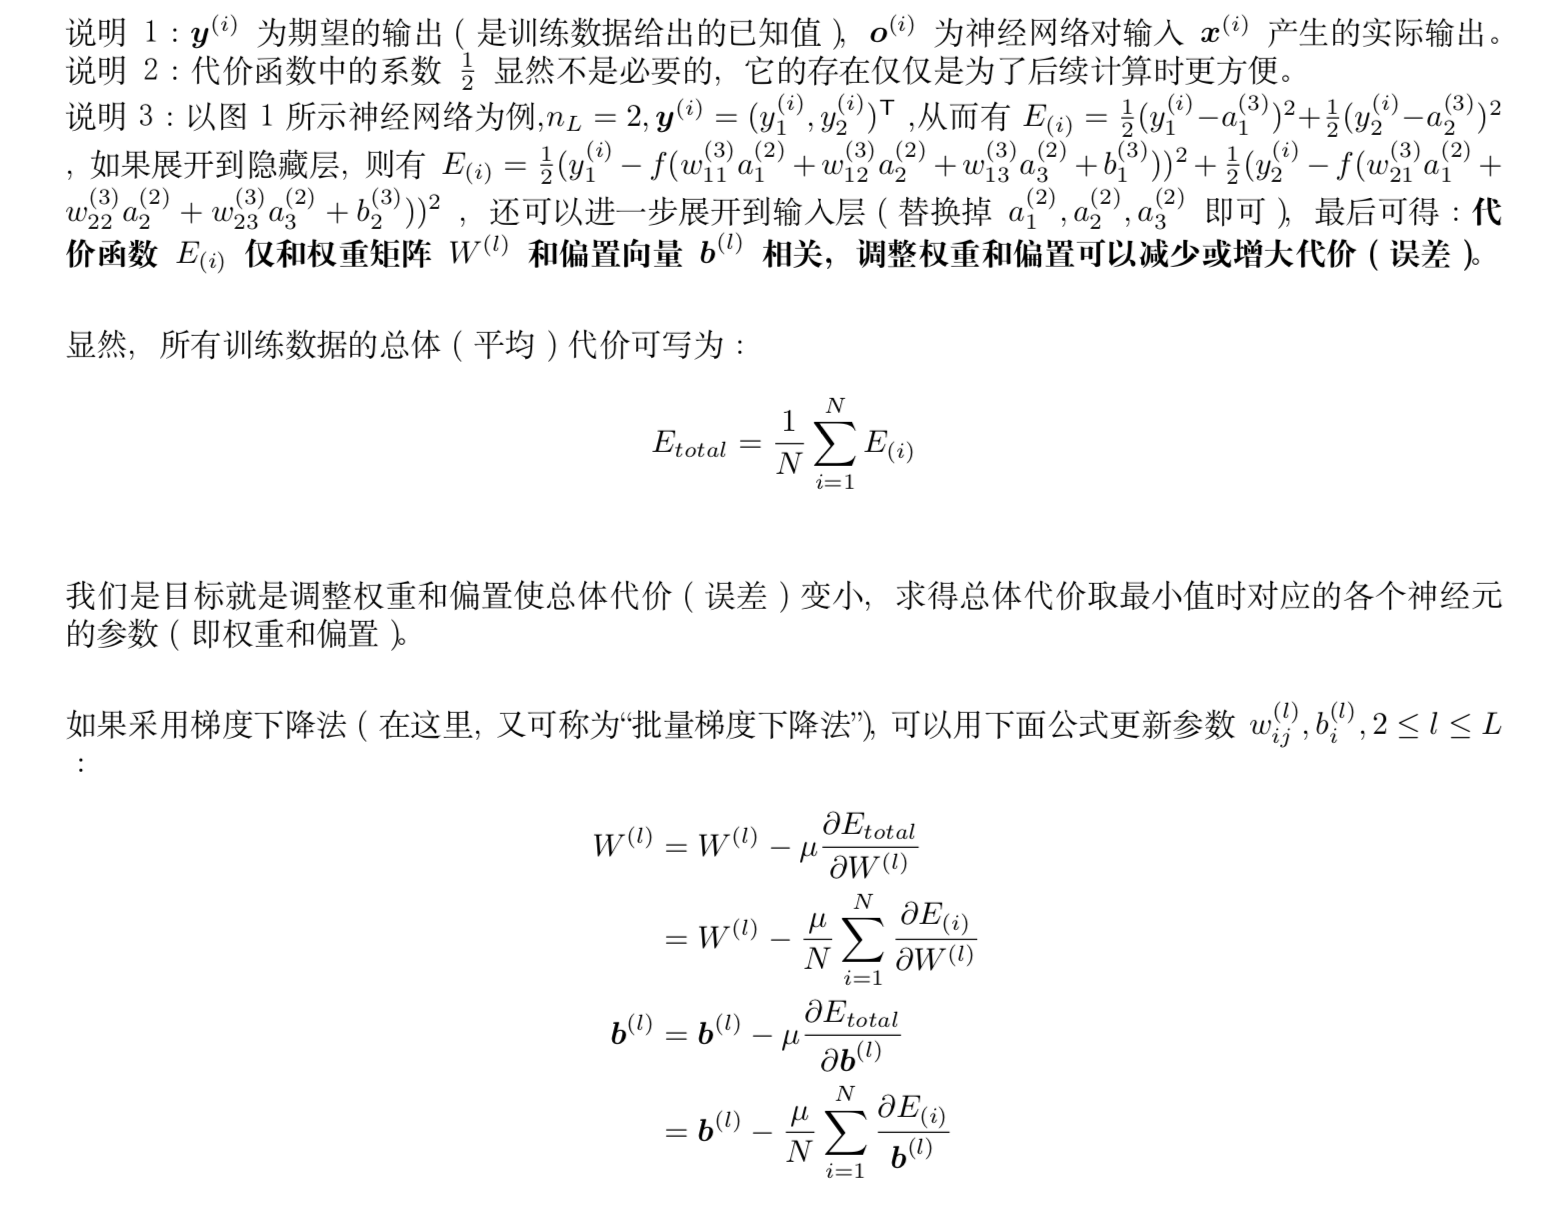 说明 1：$\boldsymbol{y}^{(i)}$ 为期望的输出（是训练数据给出的已知值），$\boldsymbol{o}^{(i)}$ 为神经网络对输入 $\boldsymbol{x}^{(i)}$ 产生的实际输出。
说明 2：代价函数中的系数 $\frac{1}{2}$ 显然不是必要的，它的存在仅仅是为了后续计算时更方便。
说明 3：以图 1 所示神经网络为例,$n_L = 2, \boldsymbol{y}^{(i)} = (y_1^{(i)}, y_2^{(i)})^{\mathsf{T}}$ ,从而有 $E_{(i)} = \frac{1}{2}(y_1^{(i)} - a_1^{(3)})^2 + \frac{1}{2}(y_2^{(i)} - a_2^{(3)})^2$
，如果展开到隐藏层，则有 $E_{(i)} = \frac{1}{2}(y_1^{(i)} - f(w_{11}^{(3)} a_1^{(2)} + w_{12}^{(3)} a_2^{(2)} + w_{13}^{(3)} a_3^{(2)} + b_1^{(3)}))^2 + \frac{1}{2}(y_2^{(i)} - f(w_{21}^{(3)} a_1^{(2)} +$
$w_{22}^{(3)} a_2^{(2)} + w_{23}^{(3)} a_3^{(2)} + b_2^{(3)}))^2$ ，还可以进一步展开到输入层（替换掉 $a_1^{(2)}, a_2^{(2)}, a_3^{(2)}$ 即可），最后可得：代
价函数 $E_{(i)}$ 仅和权重矩阵 $W^{(l)}$ 和偏置向量 $\boldsymbol{b}^{(l)}$ 相关，调整权重和偏置可以减少或增大代价（误差）。
显然，所有训练数据的总体（平均）代价可写为：
$E_{total} = \frac{1}{N} \sum_{i=1}^{N} E_{(i)}$
我们是目标就是调整权重和偏置使总体代价（误差）变小，求得总体代价取最小值时对应的各个神经元
的参数（即权重和偏置）。
如果采用梯度下降法（在这里，又可称为“批量梯度下降法”），可以用下面公式更新参数 $w_{ij}^{(l)}, b_i^{(l)}, 2 \leq l \leq L$
：
$W^{(l)} = W^{(l)} - \mu \frac{\partial E_{total}}{\partial W^{(l)}}$
$= W^{(l)} - \frac{\mu}{N} \sum_{i=1}^{N} \frac{\partial E_{(i)}}{\partial W^{(l)}}$
$\boldsymbol{b}^{(l)} = \boldsymbol{b}^{(l)} - \mu \frac{\partial E_{total}}{\partial \boldsymbol{b}^{(l)}}$
$= \boldsymbol{b}^{(l)} - \frac{\mu}{N} \sum_{i=1}^{N} \frac{\partial E_{(i)}}{\boldsymbol{b}^{(l)}}$